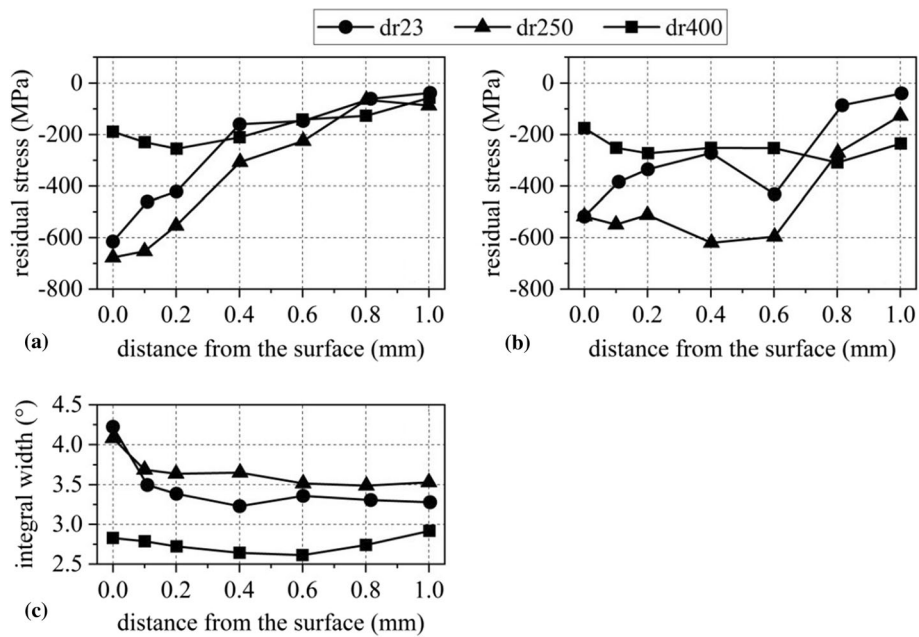 dr23 dr250 dr400
0
-200
-400
-600
-800
residual stress (MPa)
0.0 0.2 0.4 0.6 0.8 1.0
distance from the surface (mm)
(a)
0
-200
-400
-600
-800
residual stress (MPa)
0.0 0.2 0.4 0.6 0.8 1.0
distance from the surface (mm)
(b)
4.5
4.0
3.5
3.0
2.5
integral width (°)
0.0 0.2 0.4 0.6 0.8 1.0
distance from the surface (mm)
(c)